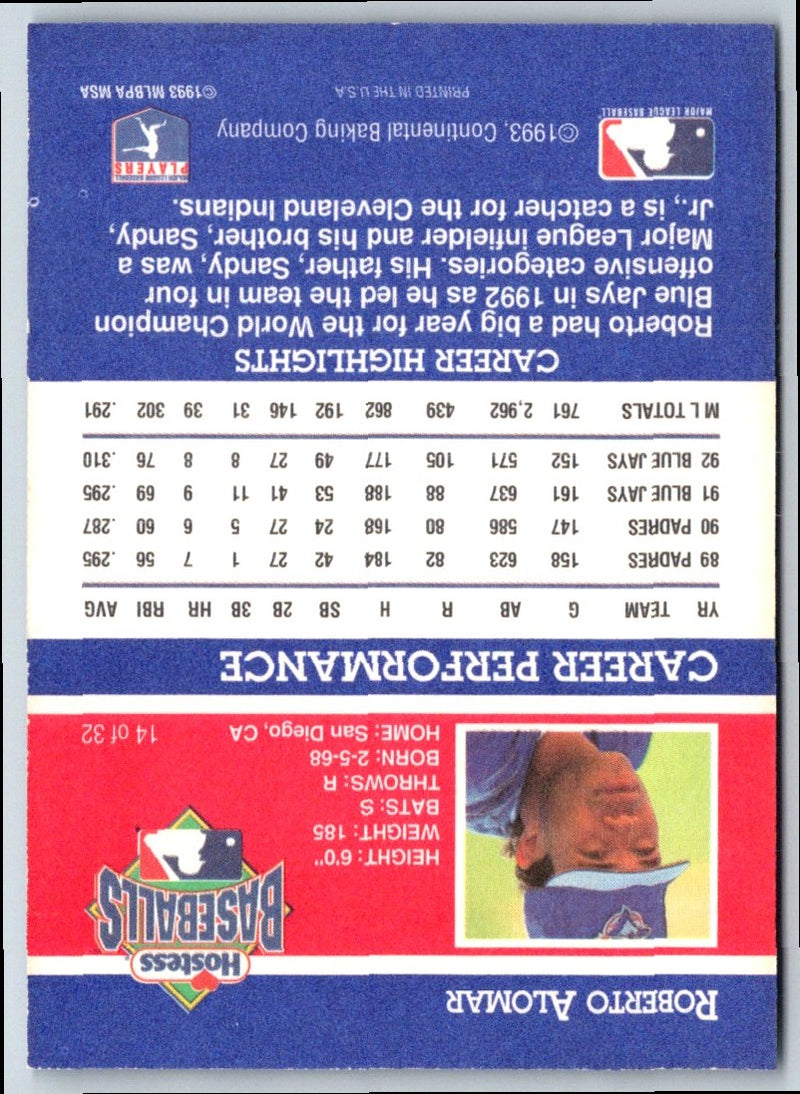 ROBERTO ALOMAR
Hostess
BASEBALLS
HEIGHT: 6'0"
WEIGHT: 185
BATS: S
THROWS: R
BORN: 2-5-68
HOME: San Diego, CA
14 of 32
CAREER PERFORMANCE
YR TEAM G AB R H SB 2B 3B HR RBI AVG
89 PADRES 158 623 82 184 42 27 1 7 56 .295
90 PADRES 147 586 80 168 24 27 5 6 60 .287
91 BLUE JAYS 161 637 88 188 53 41 11 9 69 .295
92 BLUE JAYS 152 571 105 177 49 27 8 8 76 .310
M L TOTALS 761 2,962 439 862 192 146 31 39 302 .291
CAREER HIGHLIGHTS
Roberto had a big year for the World Champion
Blue Jays in 1992 as he led the team in four
offensive categories. His father, Sandy, was a
Major League infielder and his brother, Sandy,
Jr., is a catcher for the Cleveland Indians.
MAJOR LEAGUE BASEBALL
©1993, Continental Baking Company
MAJOR LEAGUE BASEBALL
PLAYERS
PRINTED IN THE U.S.A.
©1993 MLBPA MSA